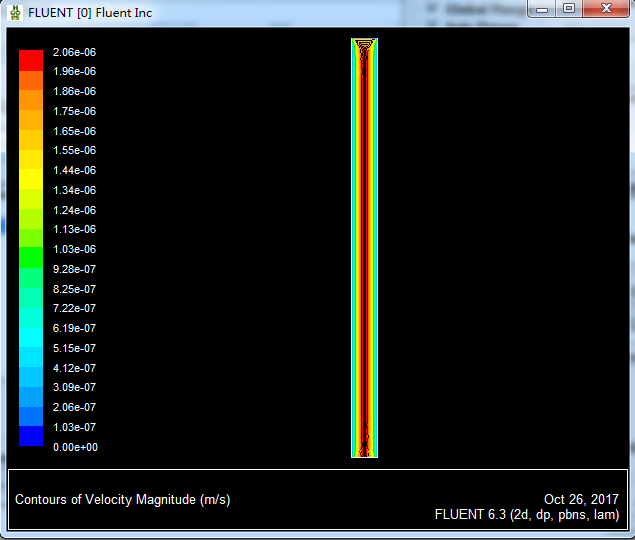 FLUENT [0] Fluent Inc
2.06e-06
1.96e-06
1.86e-06
1.75e-06
1.65e-06
1.55e-06
1.44e-06
1.34e-06
1.24e-06
1.13e-06
1.03e-06
9.28e-07
8.25e-07
7.22e-07
6.19e-07
5.15e-07
4.12e-07
3.09e-07
2.06e-07
1.03e-07
0.00e+00
Contours of Velocity Magnitude (m/s)
Oct 26, 2017
FLUENT 6.3 (2d, dp, pbns, lam)